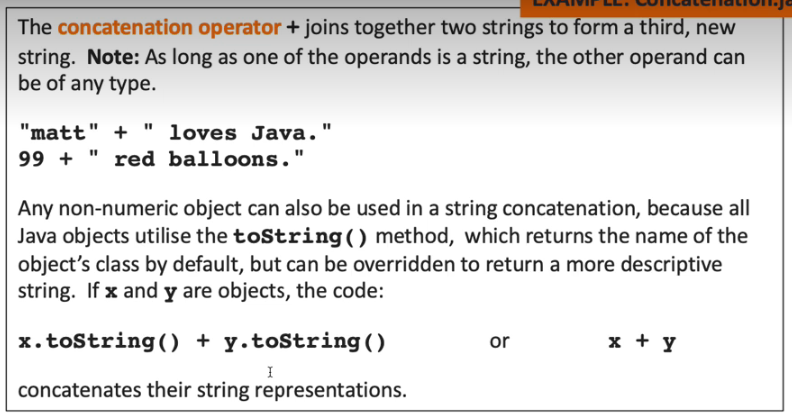 EXAMPLE: Concatenation.ja
The concatenation operator + joins together two strings to form a third, new
string. Note: As long as one of the operands is a string, the other operand can
be of any type.
"matt" + " loves Java."
99 + " red balloons."
Any non-numeric object can also be used in a string concatenation, because all
Java objects utilise the toString() method, which returns the name of the
object’s class by default, but can be overridden to return a more descriptive
string. If x and y are objects, the code:
x.toString() + y.toString() or x + y
concatenates their string representations.